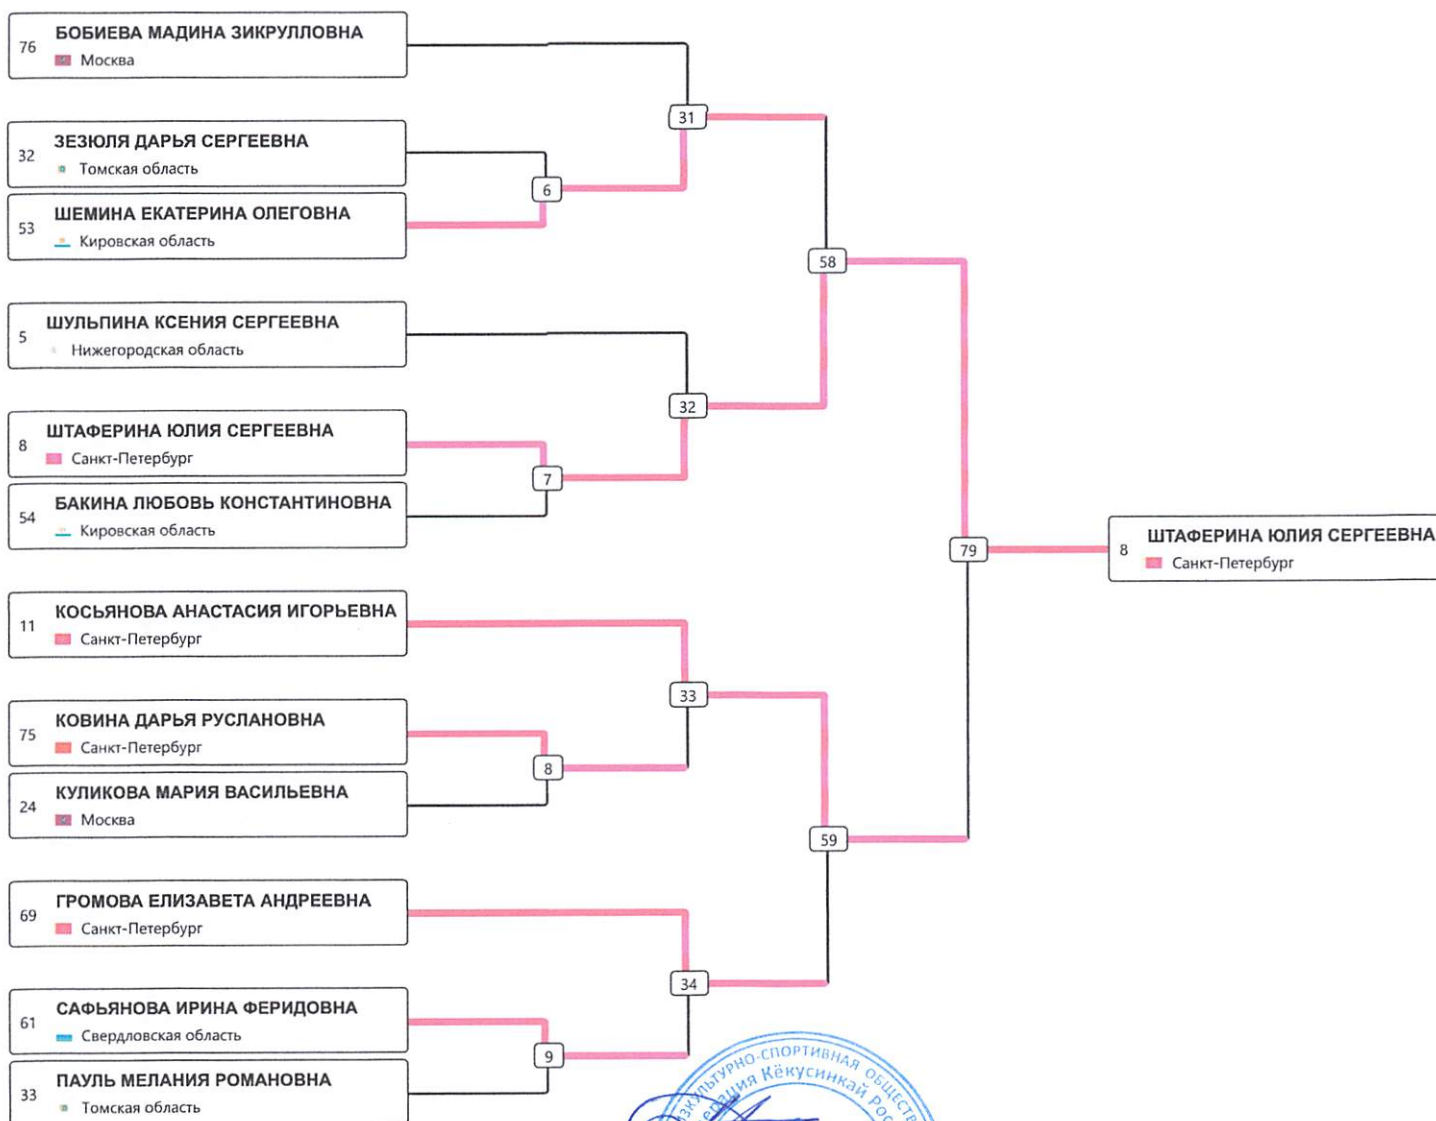 76 БОБИЕВА МАДИНА ЗИКРУЛЛОВНА
Москва
31
32 ЗЕЗЮЛЯ ДАРЬЯ СЕРГЕЕВНА
Томская область
6
53 ШЕМИНА ЕКАТЕРИНА ОЛЕГОВНА
Кировская область
58
5 ШУЛЬПИНА КСЕНИЯ СЕРГЕЕВНА
Нижегородская область
32
8 ШТАФЕРИНА ЮЛИЯ СЕРГЕЕВНА
Санкт-Петербург
7
54 БАКИНА ЛЮБОВЬ КОНСТАНТИНОВНА
Кировская область
79
8 ШТАФЕРИНА ЮЛИЯ СЕРГЕЕВНА
Санкт-Петербург
11 КОСЬЯНОВА АНАСТАСИЯ ИГОРЬЕВНА
Санкт-Петербург
33
75 КОВИНА ДАРЬЯ РУСЛАНОВНА
Санкт-Петербург
8
24 КУЛИКОВА МАРИЯ ВАСИЛЬЕВНА
Москва
59
69 ГРОМОВА ЕЛИЗАВЕТА АНДРЕЕВНА
Санкт-Петербург
34
61 САФЬЯНОВА ИРИНА ФЕРИДОВНА
Свердловская область
9
33 ПАУЛЬ МЕЛАНИЯ РОМАНОВНА
Томская область
Кёкусинкай